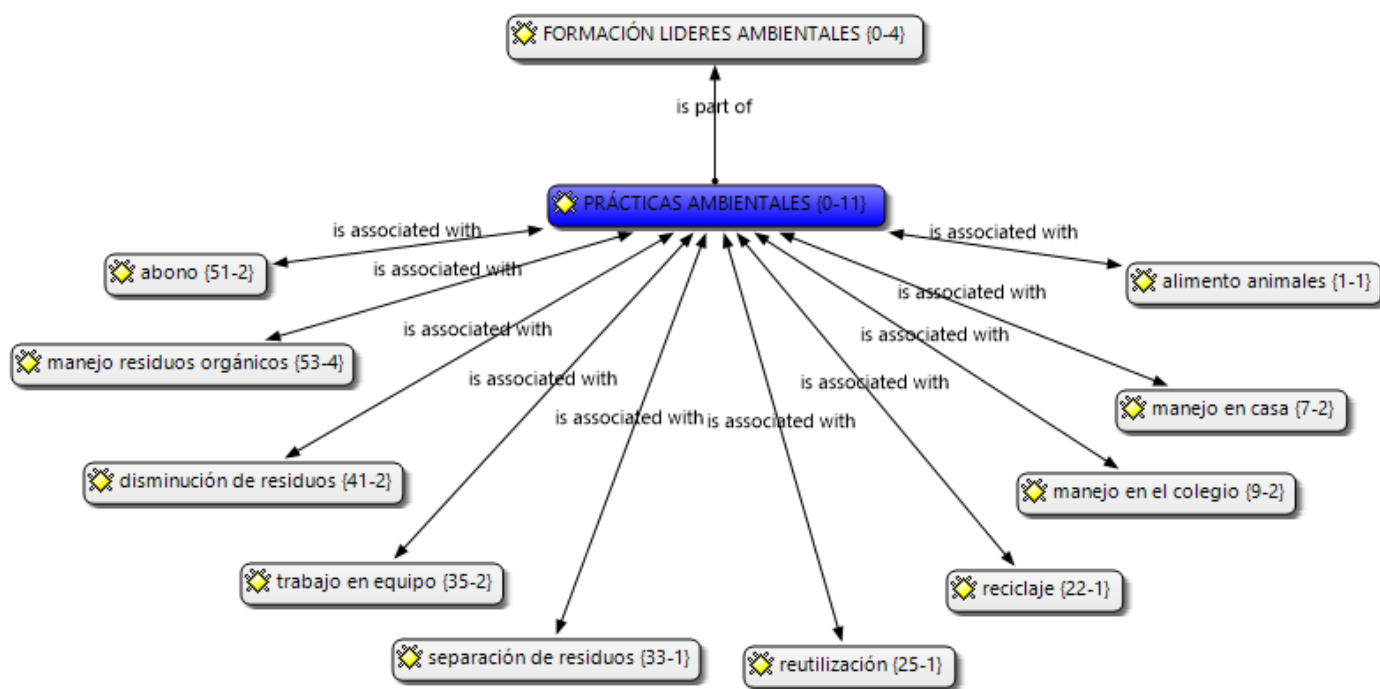 FORMACIÓN LIDERES AMBIENTALES {0-4}
is part of
PRÁCTICAS AMBIENTALES {0-11}
is associated with
is associated with
abono {51-2}
is associated with
alimento animales {1-1}
is associated with
is associated with
is associated with
manejo residuos orgánicos {53-4}
is associated with
is associated with
manejo en casa {7-2}
is associated with
is associated with
disminución de residuos {41-2}
manejo en el colegio {9-2}
trabajo en equipo {35-2}
reciclaje {22-1}
separación de residuos {33-1}
reutilización {25-1}